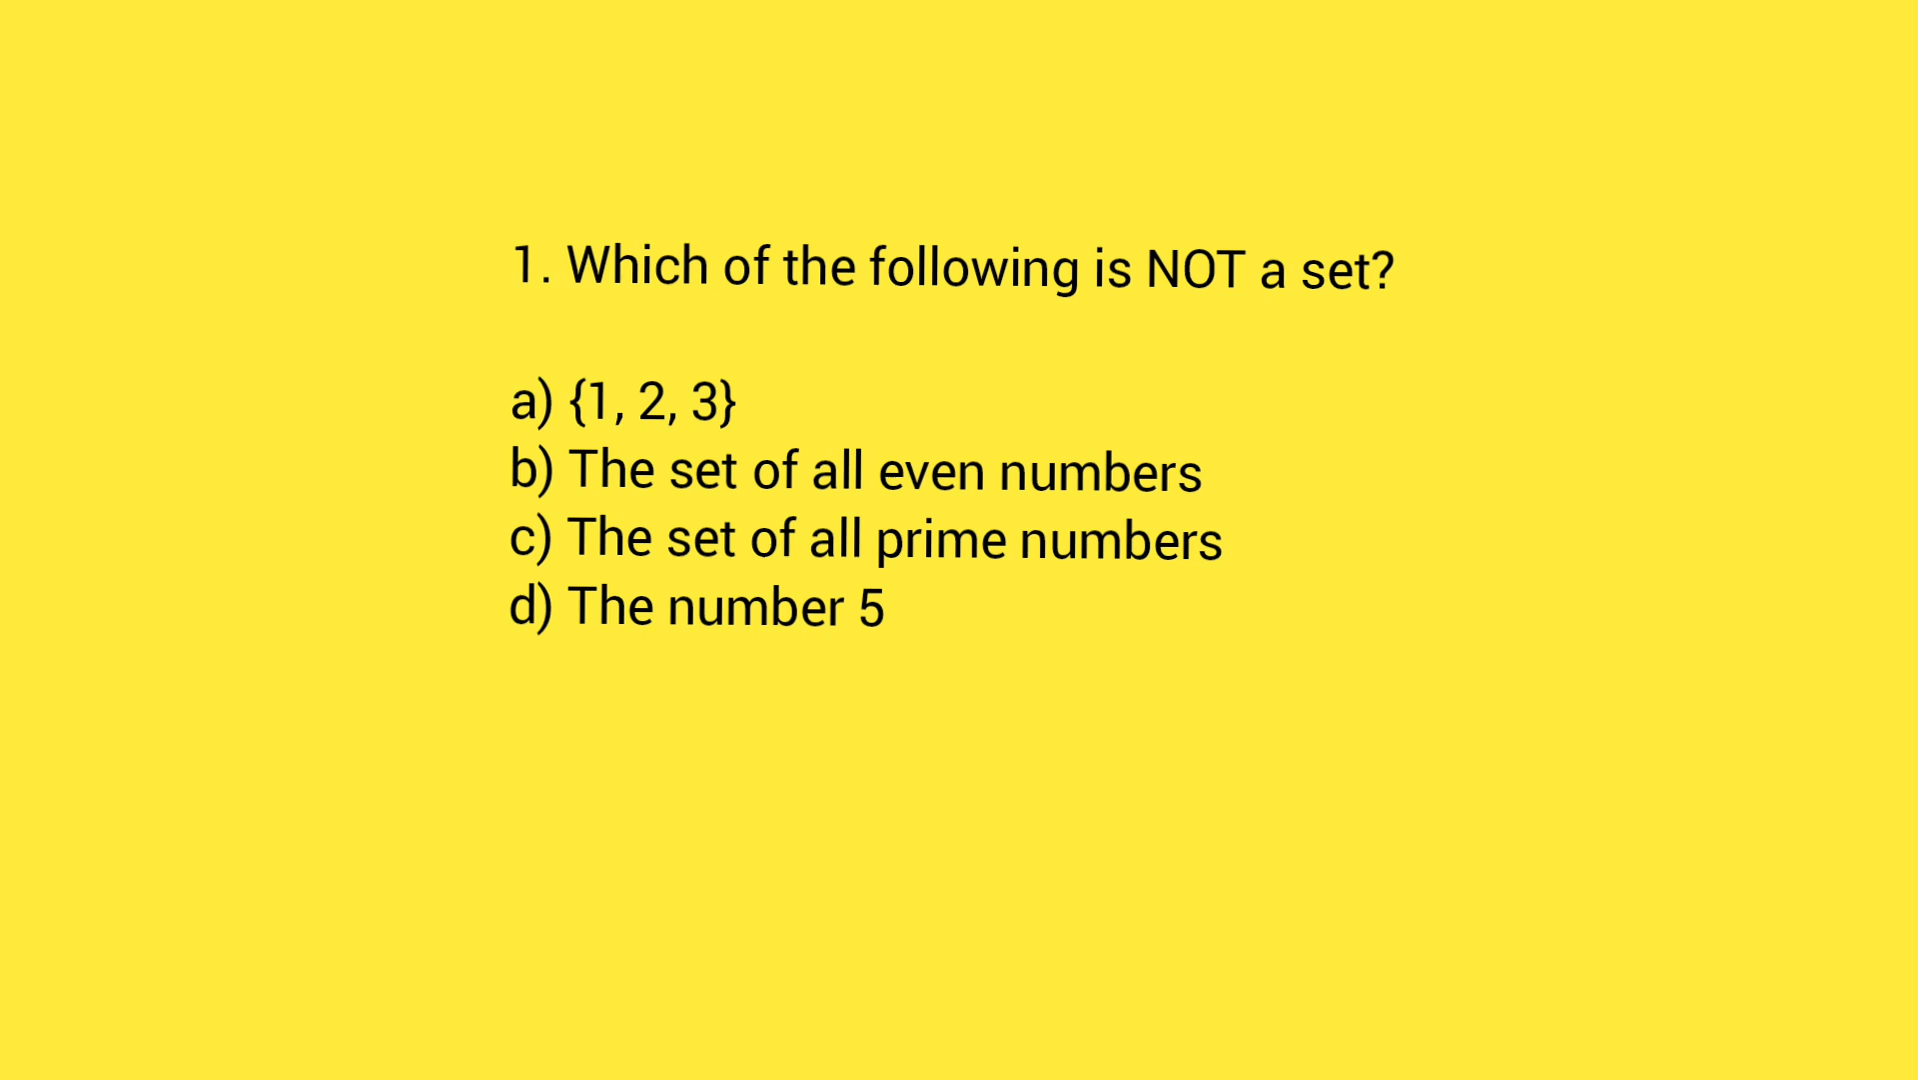 1. Which of the following is NOT a set?
a) {1, 2, 3}
b) The set of all even numbers
c) The set of all prime numbers
d) The number 5